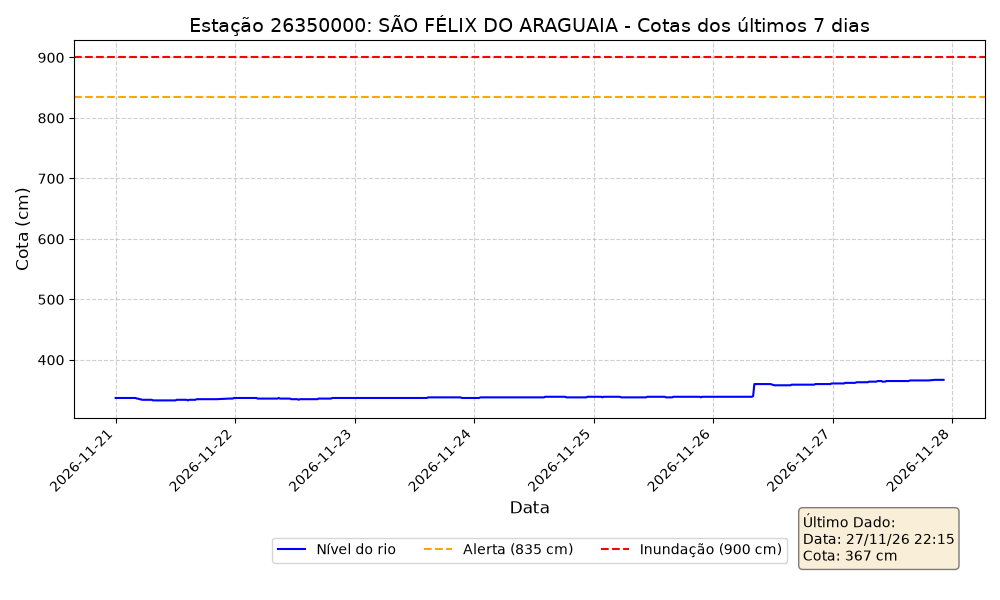 Estação 26350000: SÃO FÉLIX DO ARAGUAIA - Cotas dos últimos 7 dias
Cota (cm)
900
800
700
600
500
400
2026-11-21
2026-11-22
2026-11-23
2026-11-24
2026-11-25
2026-11-26
2026-11-27
2026-11-28
Data
Nível do rio
Alerta (835 cm)
Inundação (900 cm)
Último Dado:
Data: 27/11/26 22:15
Cota: 367 cm